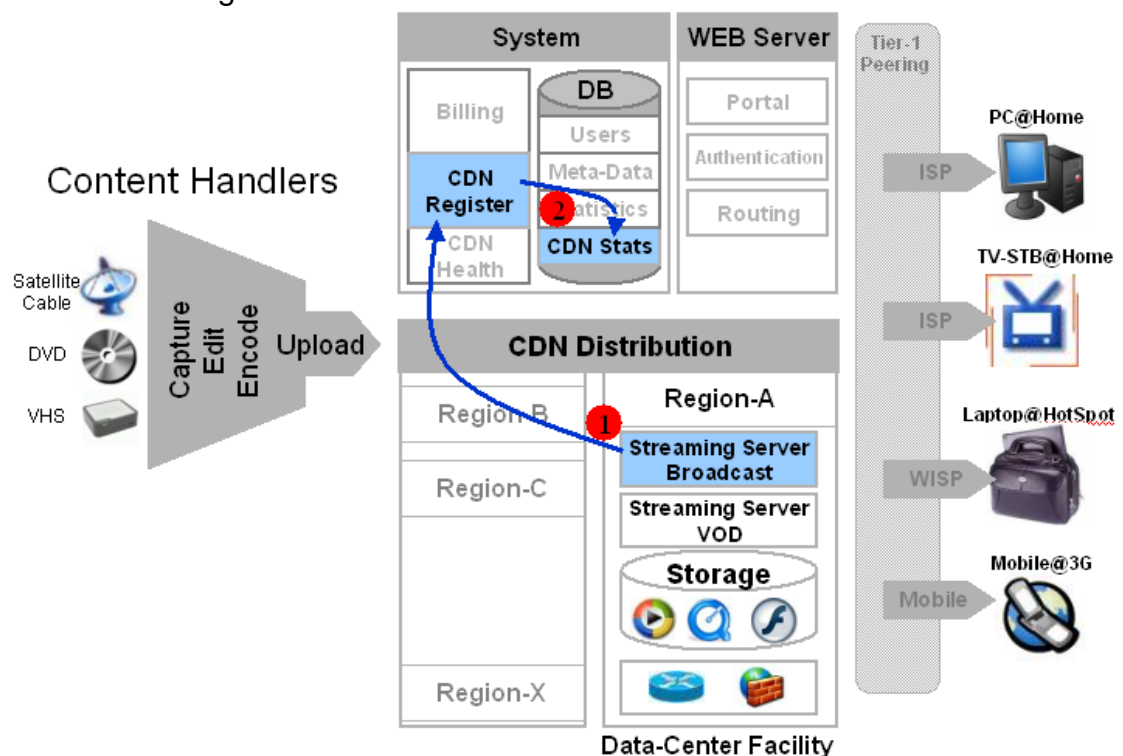 System
WEB Server
Tier-1
Peering
Billing
DB
Users
Meta-Data
CDN
Register
2
CDN Stats
CDN
Health
Portal
Authentication
Routing
Content Handlers
Satellite
Cable
DVD
VHS
Capture
Edit
Encode
Upload
CDN Distribution
Region-B
Region-C
Region-X
Region-A
1
Streaming Server
Broadcast
Streaming Server
VOD
Storage
Data-Center Facility
ISP
PC@Home
ISP
TV-STB@Home
WISP
Laptop@HotSpot
Mobile
Mobile@3G